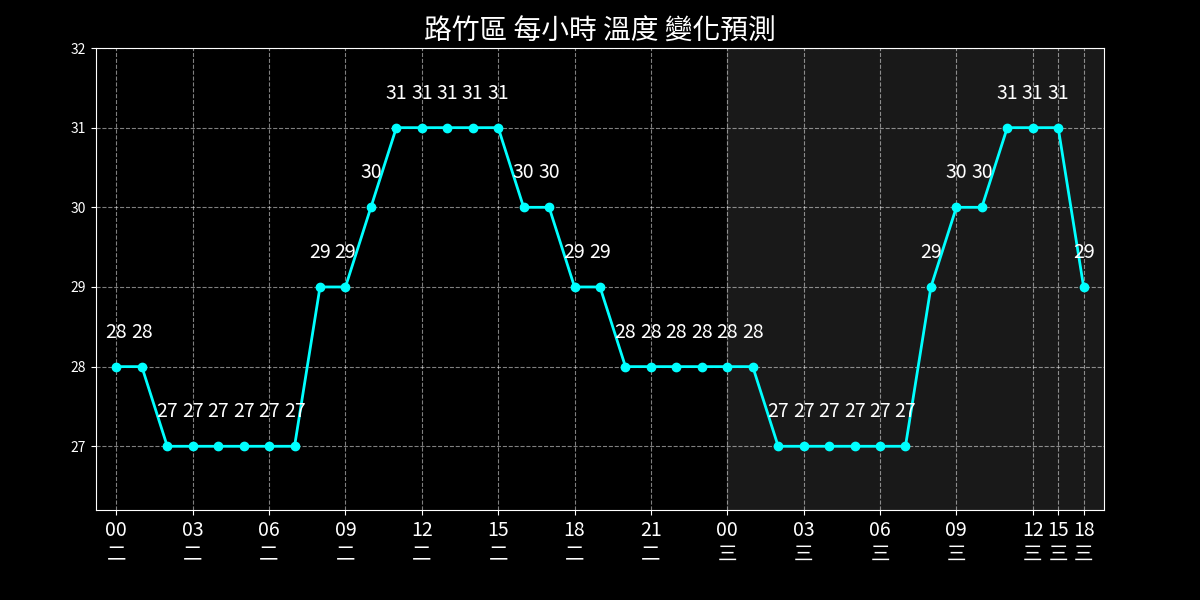 路竹區 每小時 溫度 變化預測
32
31 31 31 31 31 31 31 31
31
30 30 30 30 30
30
29 29 29 29 29 29
29
28 28 28 28 28 28 28 28
28
27 27 27 27 27 27 27 27 27 27 27 27
27
00 03 06 09 12 15 18 21 00 03 06 09 12 15 18
二 二 二 二 二 二 二 二 三 三 三 三 三 三 三